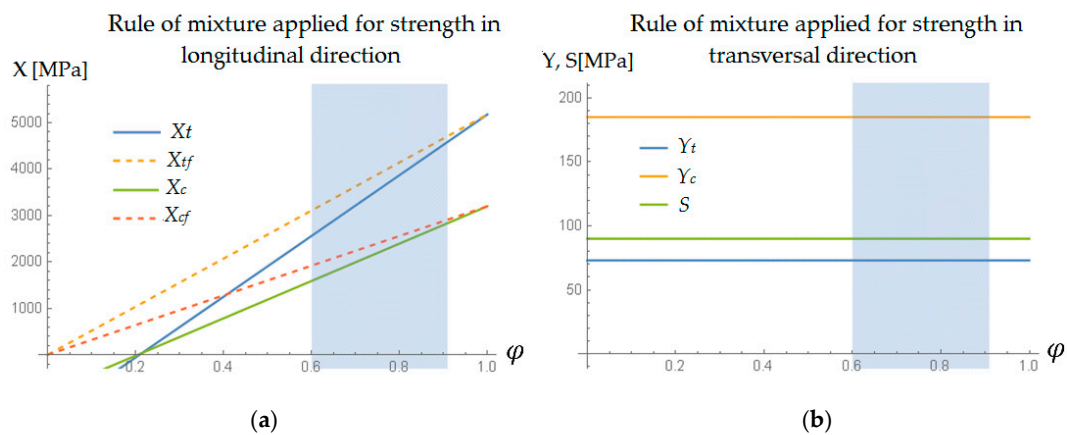 Rule of mixture applied for strength in
longitudinal direction
X [MPa]
5000
4000
3000
2000
1000
Xt
Xtf
Xc
Xcf
0.2
0.4
0.6
0.8
1.0
φ
(a)
Rule of mixture applied for strength in
transversal direction
Y, S[MPa]
200
150
100
50
Yt
Yc
S
0.2
0.4
0.6
0.8
1.0
φ
(b)